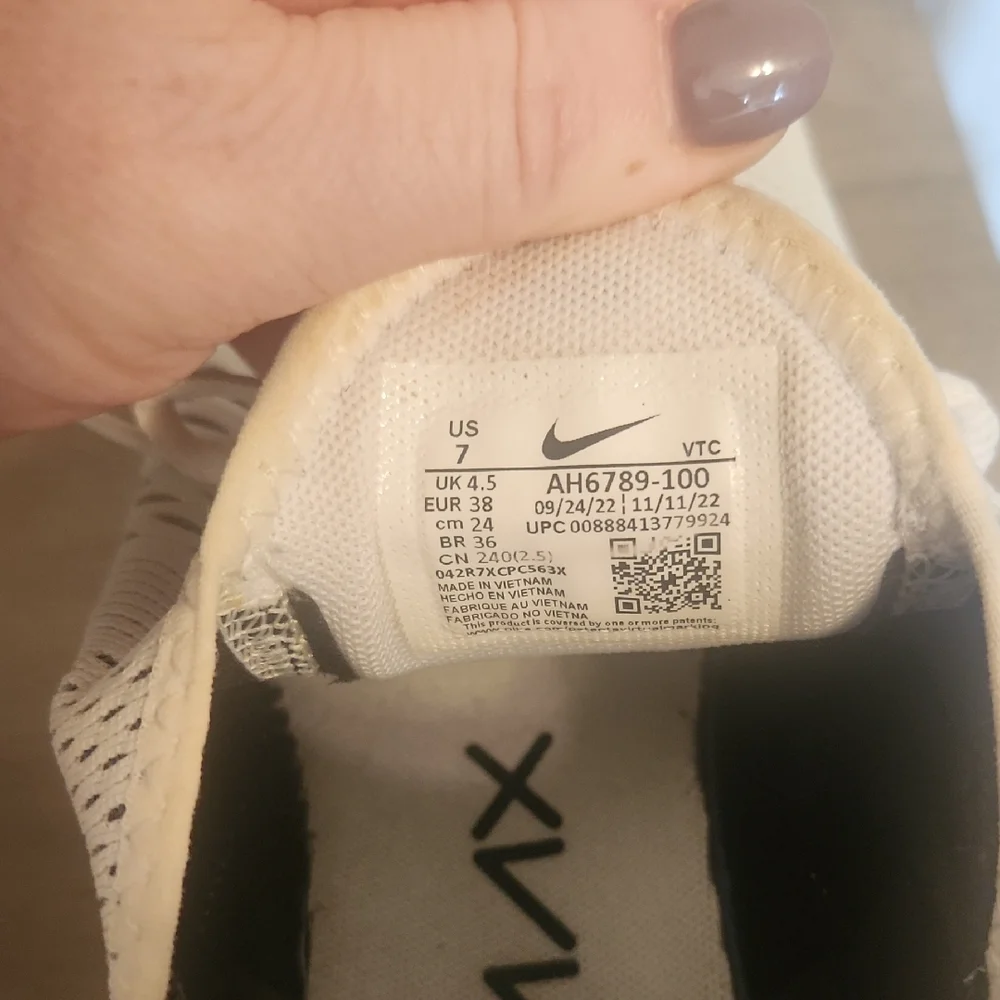 US
7
VTC
UK 4.5
AH6789-100
EUR 38
09/24/22 ¦ 11/11/22
cm 24
UPC 00888413779924
BR 36
CN 240(2.5)
042R7XCPC563X
MADE IN VIETNAM
HECHO EN VIETNAM
FABRIQUE AU VIETNAM
FABRICADO NO VIETNA
This product is covered by one or more patents: